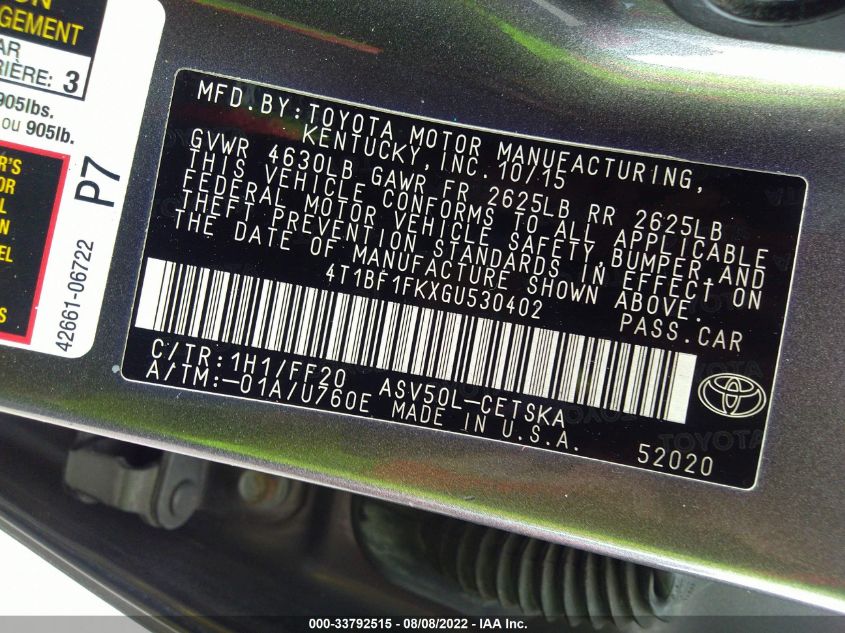 ON
GEMENT
AR
RIÈRE: 3
905lbs.
ou 905lb.
R'S
OR
L
N
EL
S
P7
42661-06722
MFD.BY:TOYOTA MOTOR MANUFACTURING,
KENTUCKY, INC. 10/15
GVWR 4630LB GAWR FR 2625LB RR 2625LB
THIS VEHICLE CONFORMS TO ALL APPLICABLE
FEDERAL MOTOR VEHICLE SAFETY, BUMPER, AND
THEFT PREVENTION STANDARDS IN EFFECT ON
THE DATE OF MANUFACTURE SHOWN ABOVE.
4T1BF1FKXGU530402 PASS.CAR
C/TR:1H1/FF20 ASV50L-CETSKA
A/TM:-01A/U760E MADE IN U.S.A.
52020
000-33792515 - 08/08/2022 - IAA Inc.